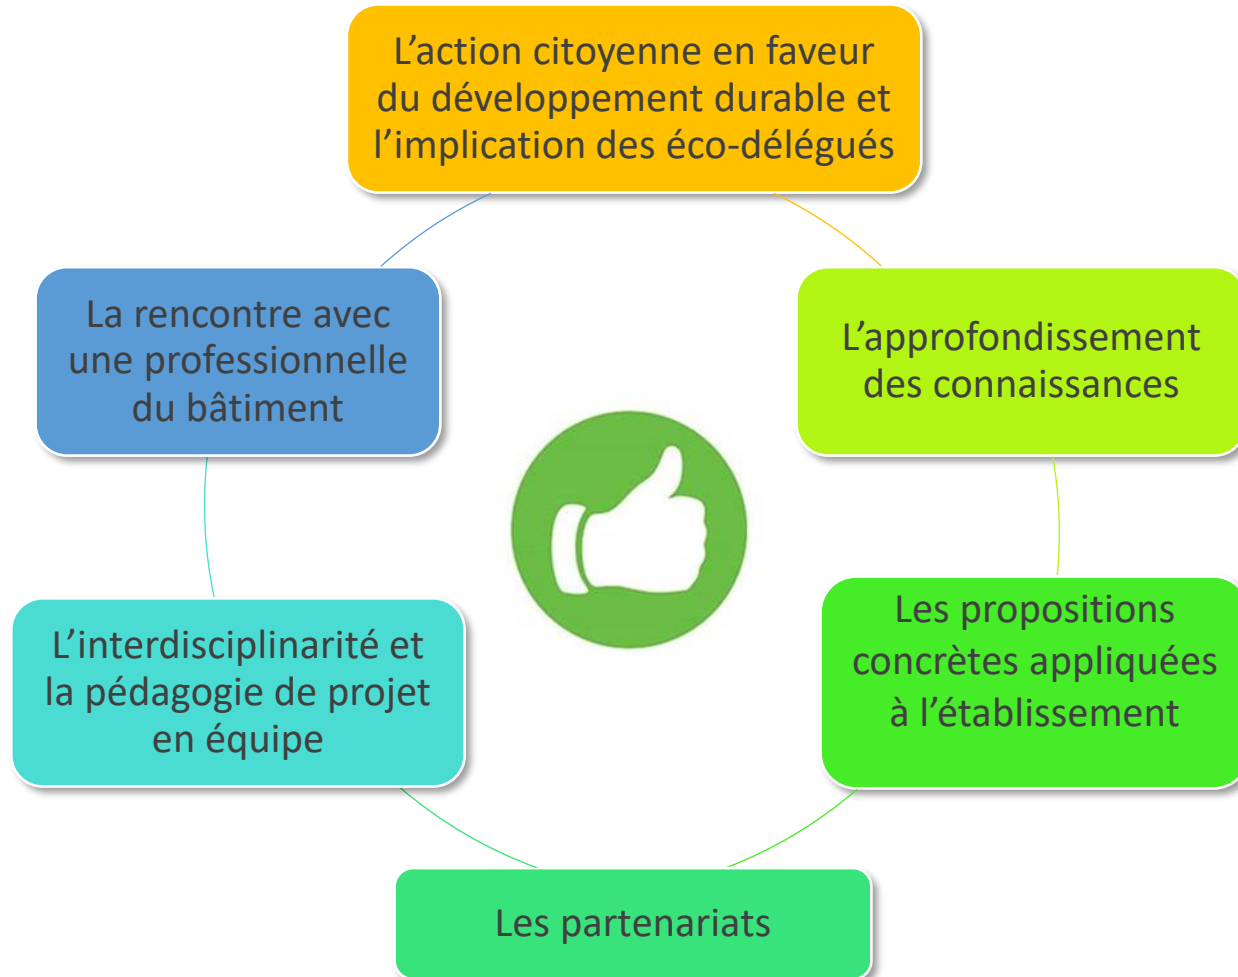 L’action citoyenne en faveur
du développement durable et
l’implication des éco-délégués
L’approfondissement
des connaissances
Les propositions
concrètes appliquées
à l’établissement
Les partenariats
L’interdisciplinarité et
la pédagogie de projet
en équipe
La rencontre avec
une professionnelle
du bâtiment